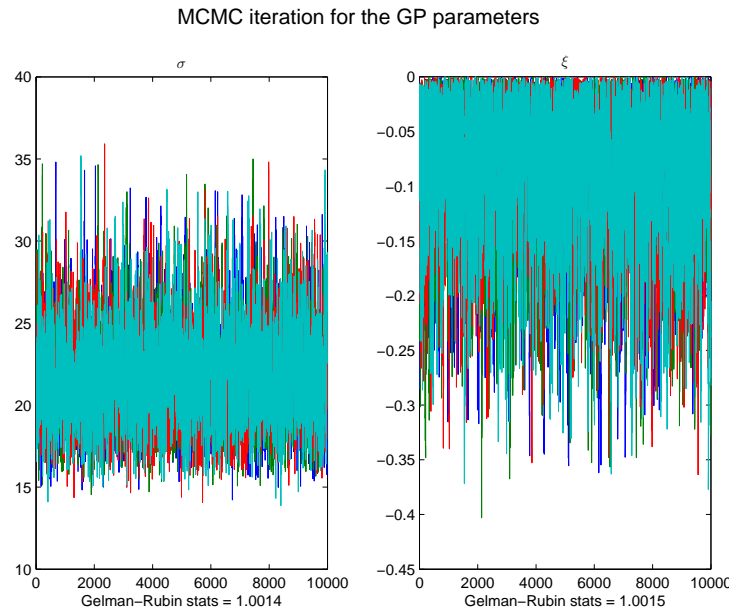 MCMC iteration for the GP parameters
σ
40
35
30
25
20
15
10
0 2000 4000 6000 8000 10000
Gelman−Rubin stats = 1.0014
ξ
0
−0.05
−0.1
−0.15
−0.2
−0.25
−0.3
−0.35
−0.4
−0.45
0 2000 4000 6000 8000 10000
Gelman−Rubin stats = 1.0015